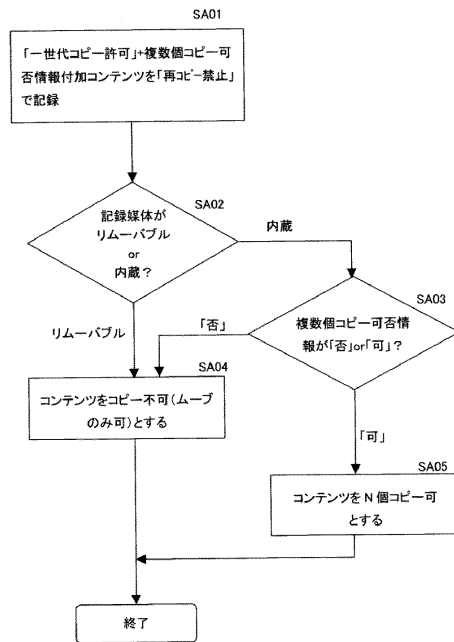 SA01
「一世代コピー許可」+複数個コピー可
否情報付加コンテンツを「再コピー禁止」
で記録
SA02
記録媒体が
リムーバブル
or
内蔵?
内蔵
リムーバブル
SA03
複数個コピー可否情
報が「否」or「可」?
「否」
SA04
コンテンツをコピー不可(ムーブ
のみ可)とする
「可」
SA05
コンテンツを N 個コピー可
とする
終了